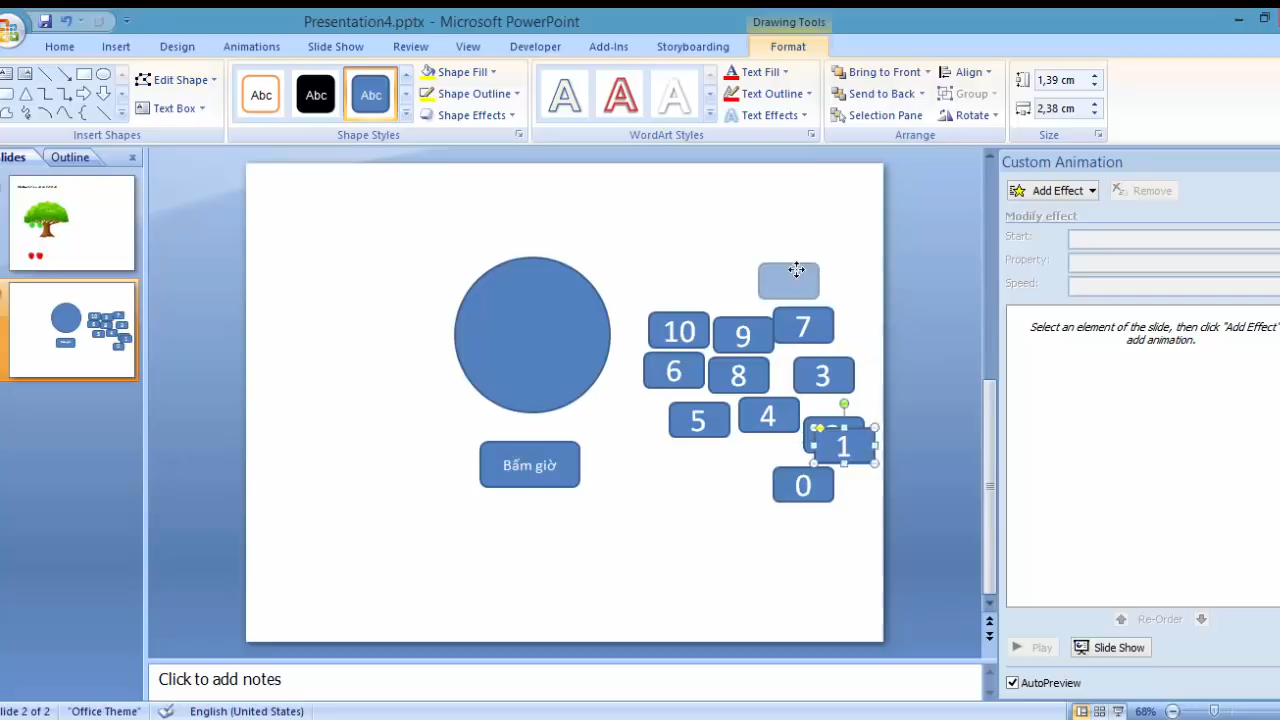 Presentation4.pptx - Microsoft PowerPoint
Drawing Tools
Home Insert Design Animations Slide Show Review View Developer Add-Ins Storyboarding Format
Edit Shape
Text Box
Insert Shapes
Abc Abc Abc
Shape Fill
Shape Outline
Shape Effects
Shape Styles
A A A
Text Fill
Text Outline
Text Effects
WordArt Styles
Bring to Front
Send to Back
Selection Pane
Align
Group
Rotate
Arrange
1,39 cm
2,38 cm
Size
lides Outline
Custom Animation
Add Effect Remove
Modify effect
Start:
Property:
Speed:
Select an element of the slide, then click "Add Effect"
add animation.
7
10 9
6 8 3
5 4
1
0
Bấm giờ
Re-Order
Play Slide Show
AutoPreview
Click to add notes
lide 2 of 2 "Office Theme" English (United States) 68%